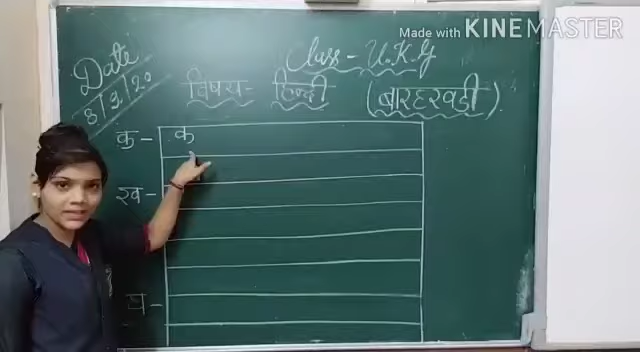 Made with KINEMASTER
Class - U.K.G
Date
8/3/20
विषय- हिन्दी (बारहखडी)
क - क
ख -
घ -